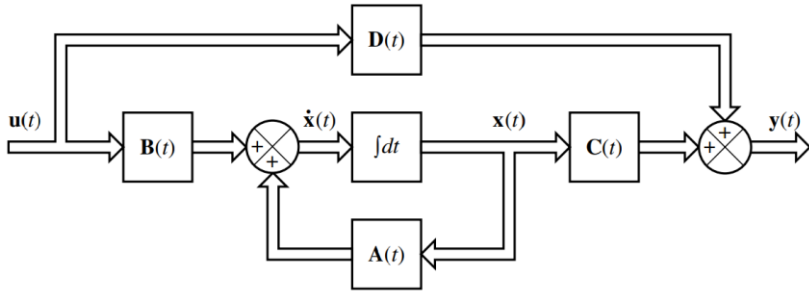 D(t)
u(t)
B(t)
+
+
ẋ(t)
∫dt
x(t)
C(t)
+
+
y(t)
A(t)